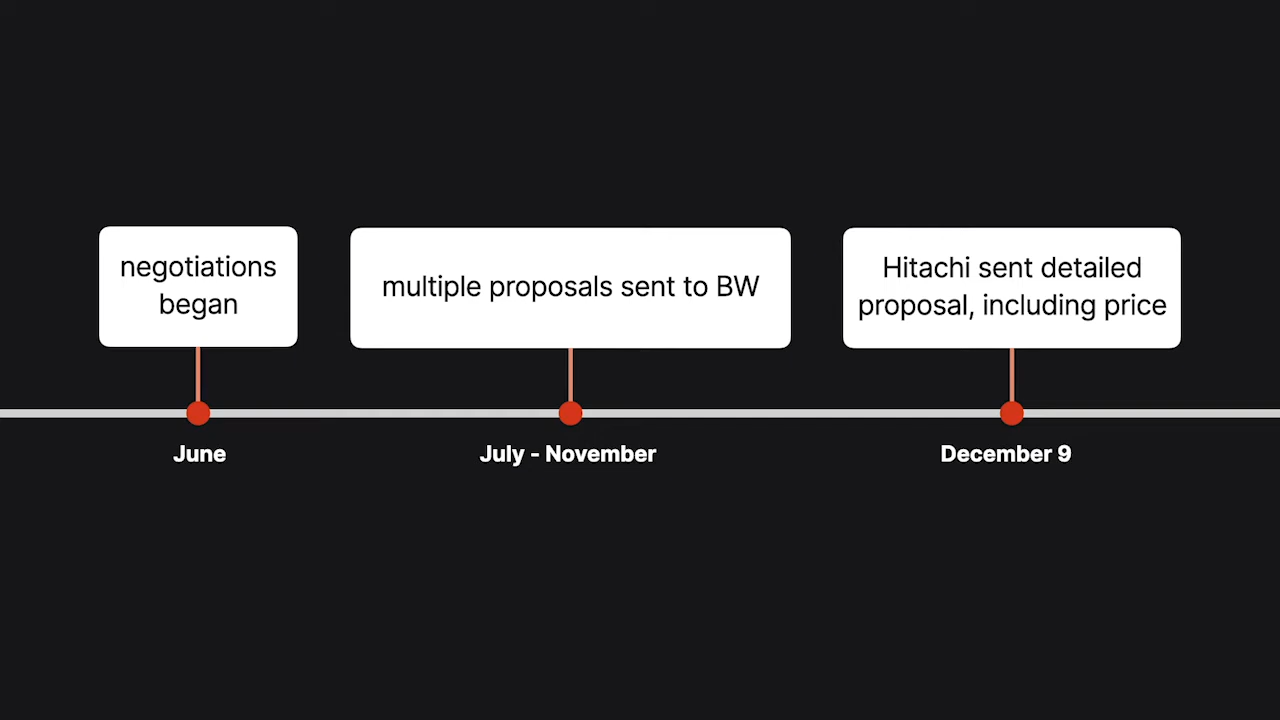 negotiations
began
multiple proposals sent to BW
Hitachi sent detailed
proposal, including price
June
July - November
December 9